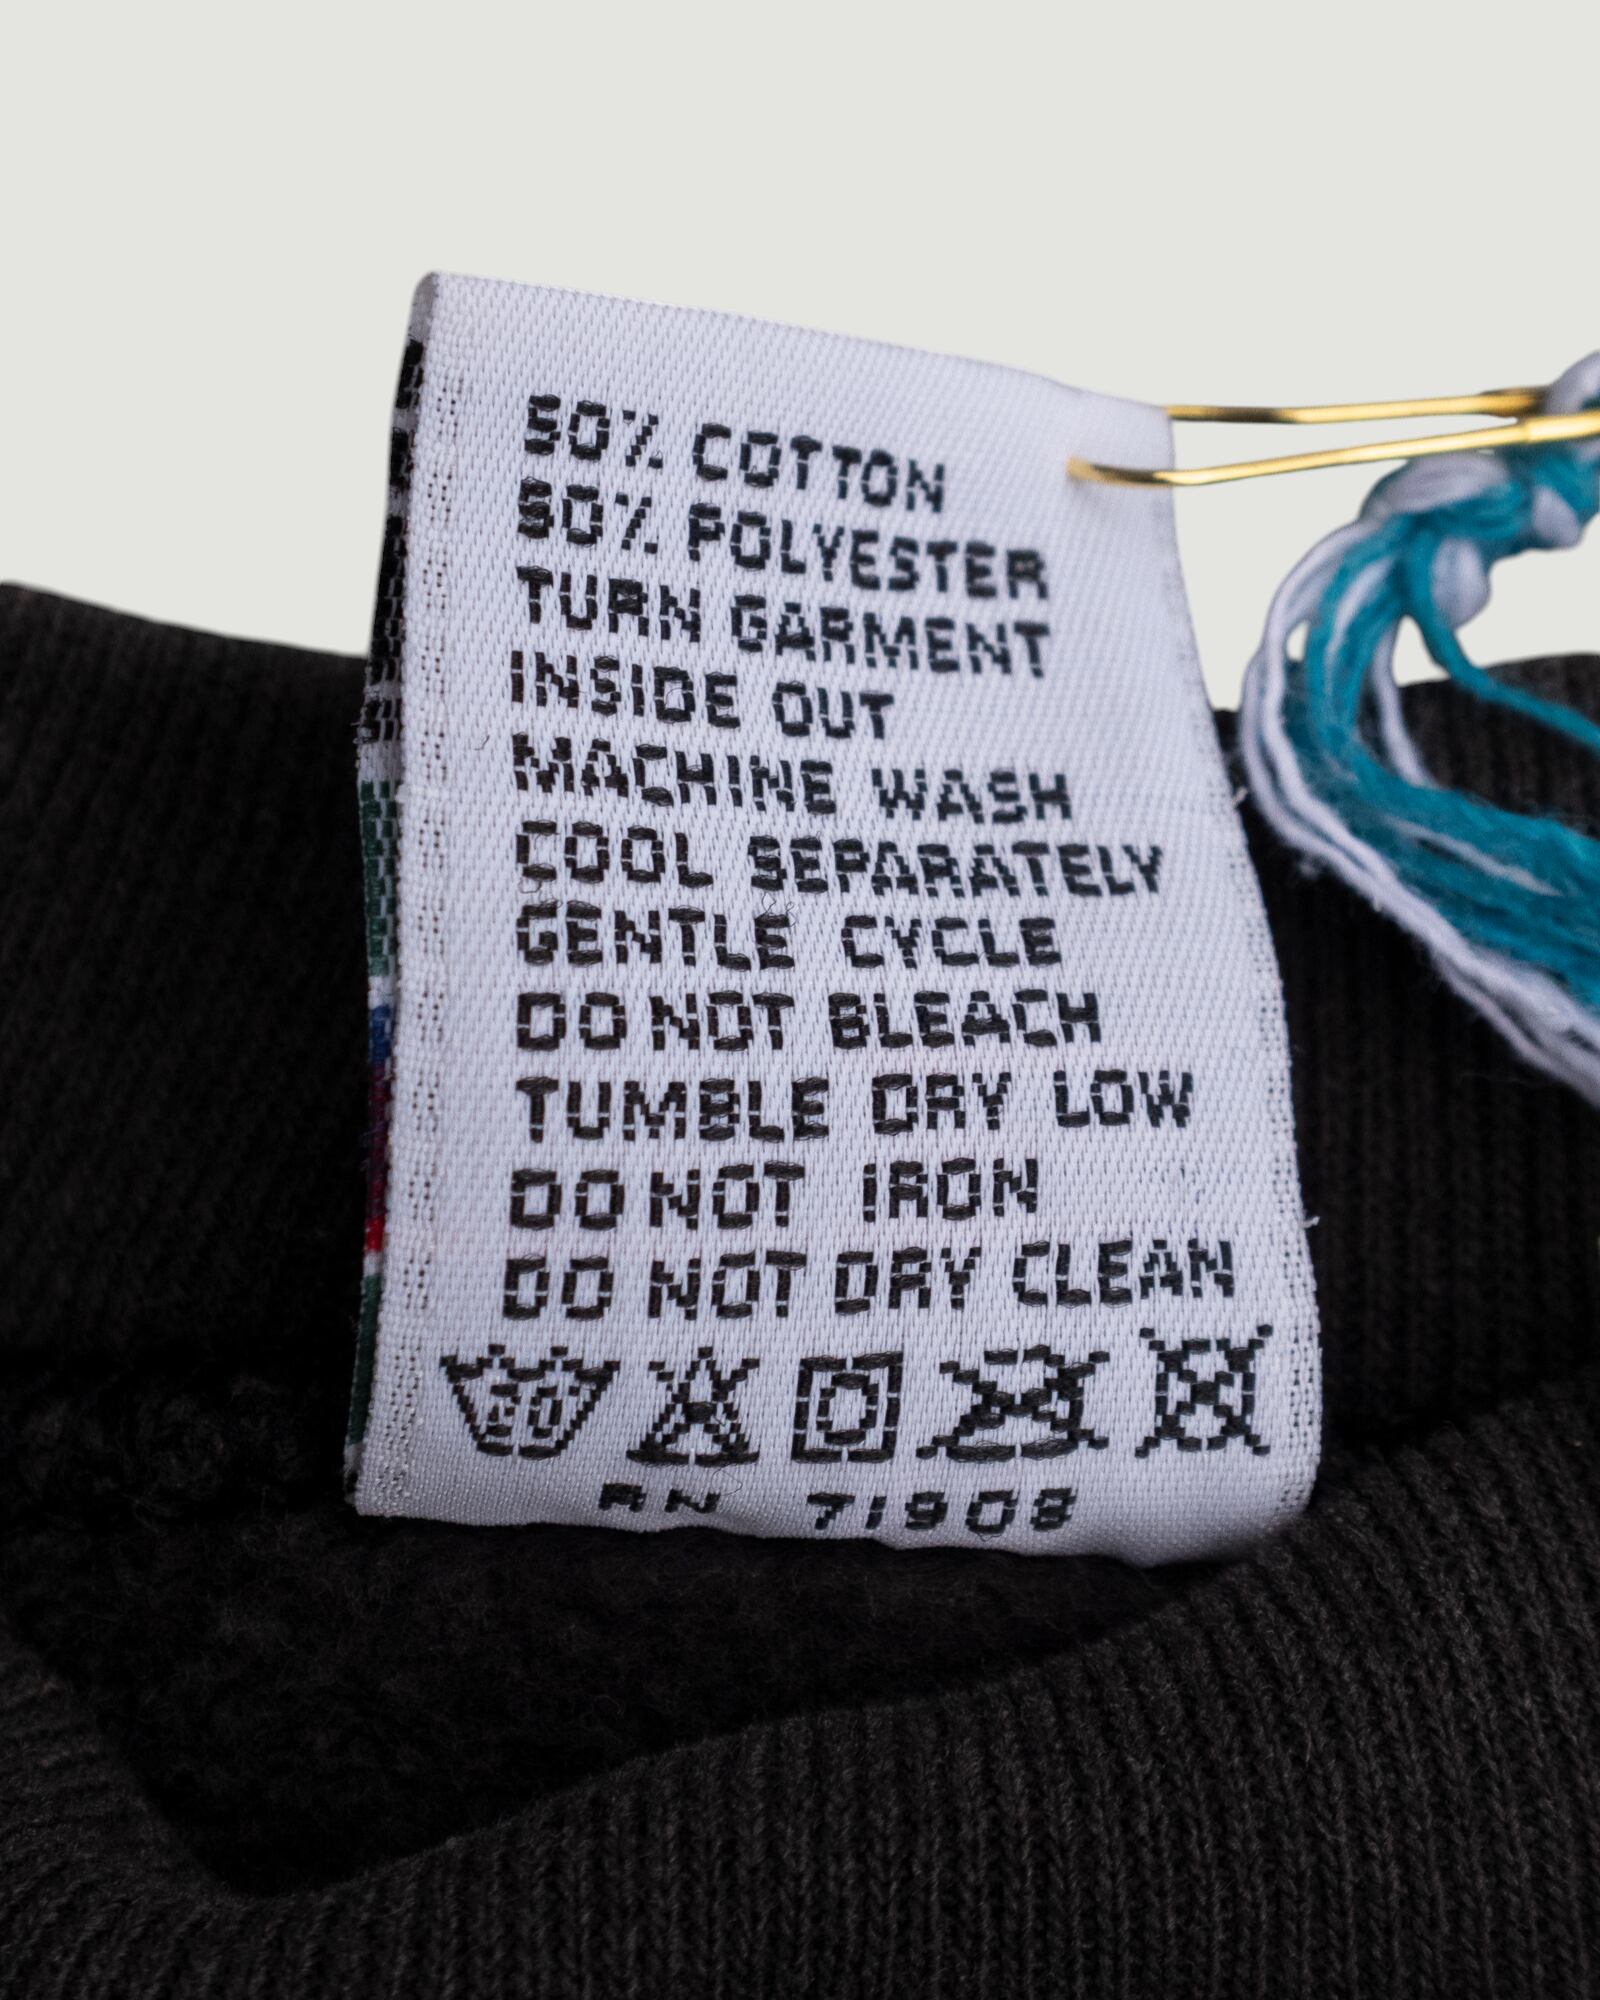 50% COTTON
50% POLYESTER
TURN GARMENT
INSIDE OUT
MACHINE WASH
COOL SEPARATELY
GENTLE CYCLE
DO NOT BLEACH
TUMBLE DRY LOW
DO NOT IRON
DO NOT DRY CLEAN
RN 71908